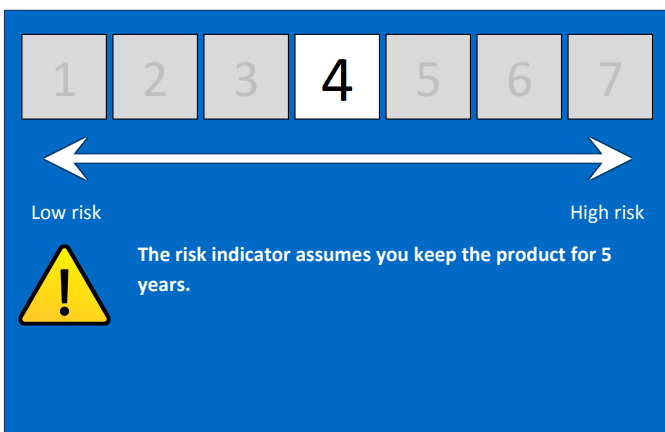 1 2 3 4 5 6 7
Low risk High risk
The risk indicator assumes you keep the product for 5
years.